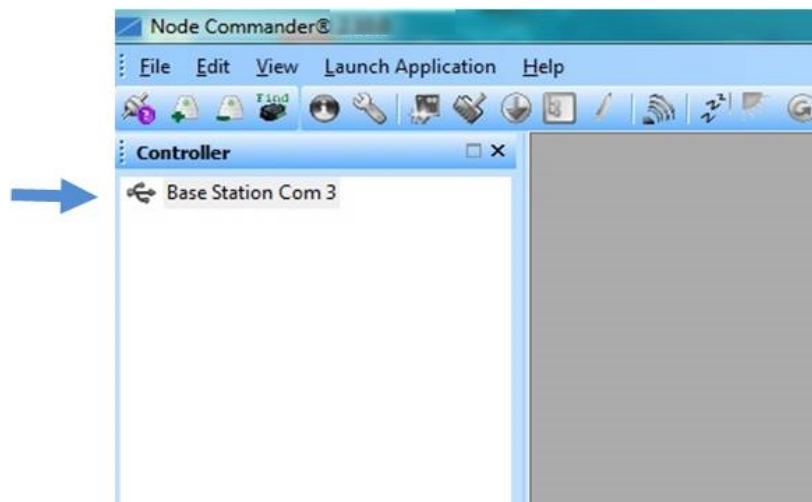 Node Commander®
File Edit View Launch Application Help
Find
Controller
Base Station Com 3